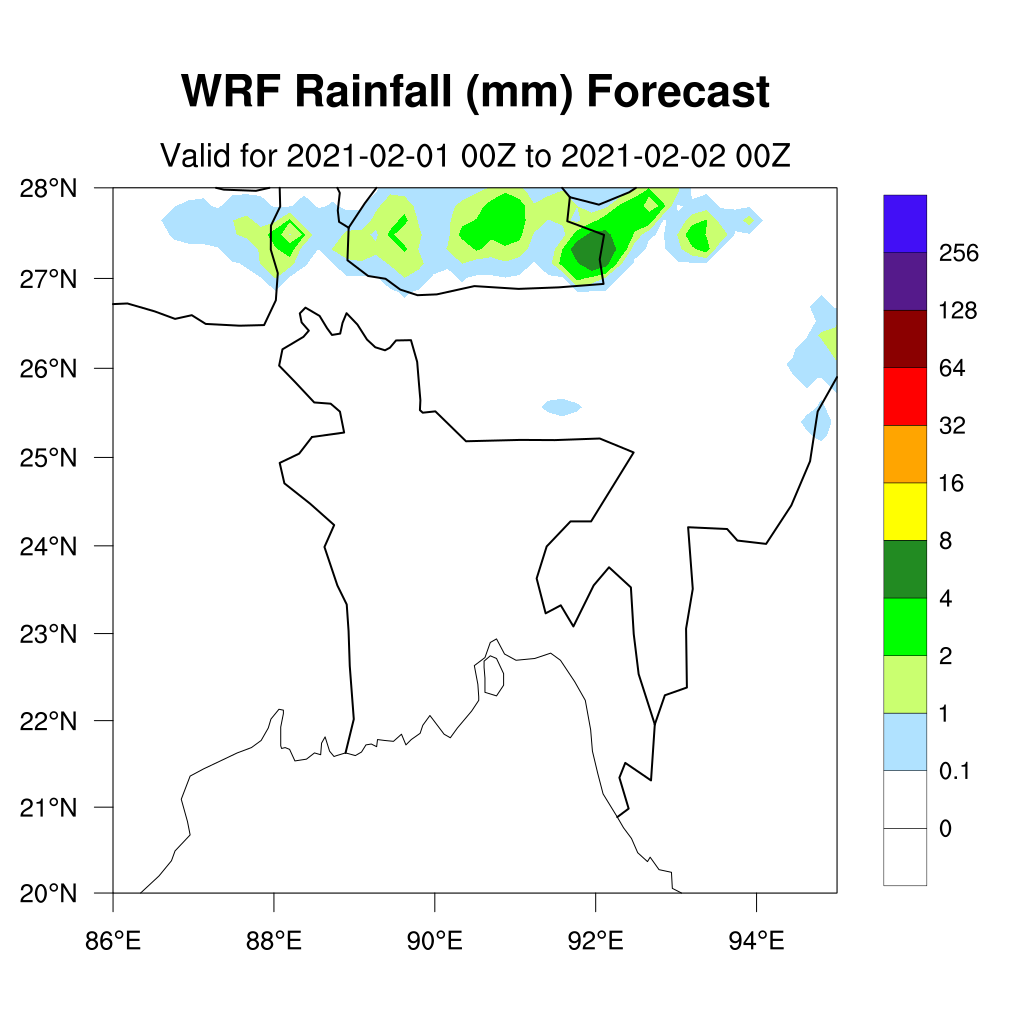 WRF Rainfall (mm) Forecast
Valid for 2021-02-01 00Z to 2021-02-02 00Z
28°N
27°N
26°N
25°N
24°N
23°N
22°N
21°N
20°N
86°E
88°E
90°E
92°E
94°E
256
128
64
32
16
8
4
2
1
0.1
0